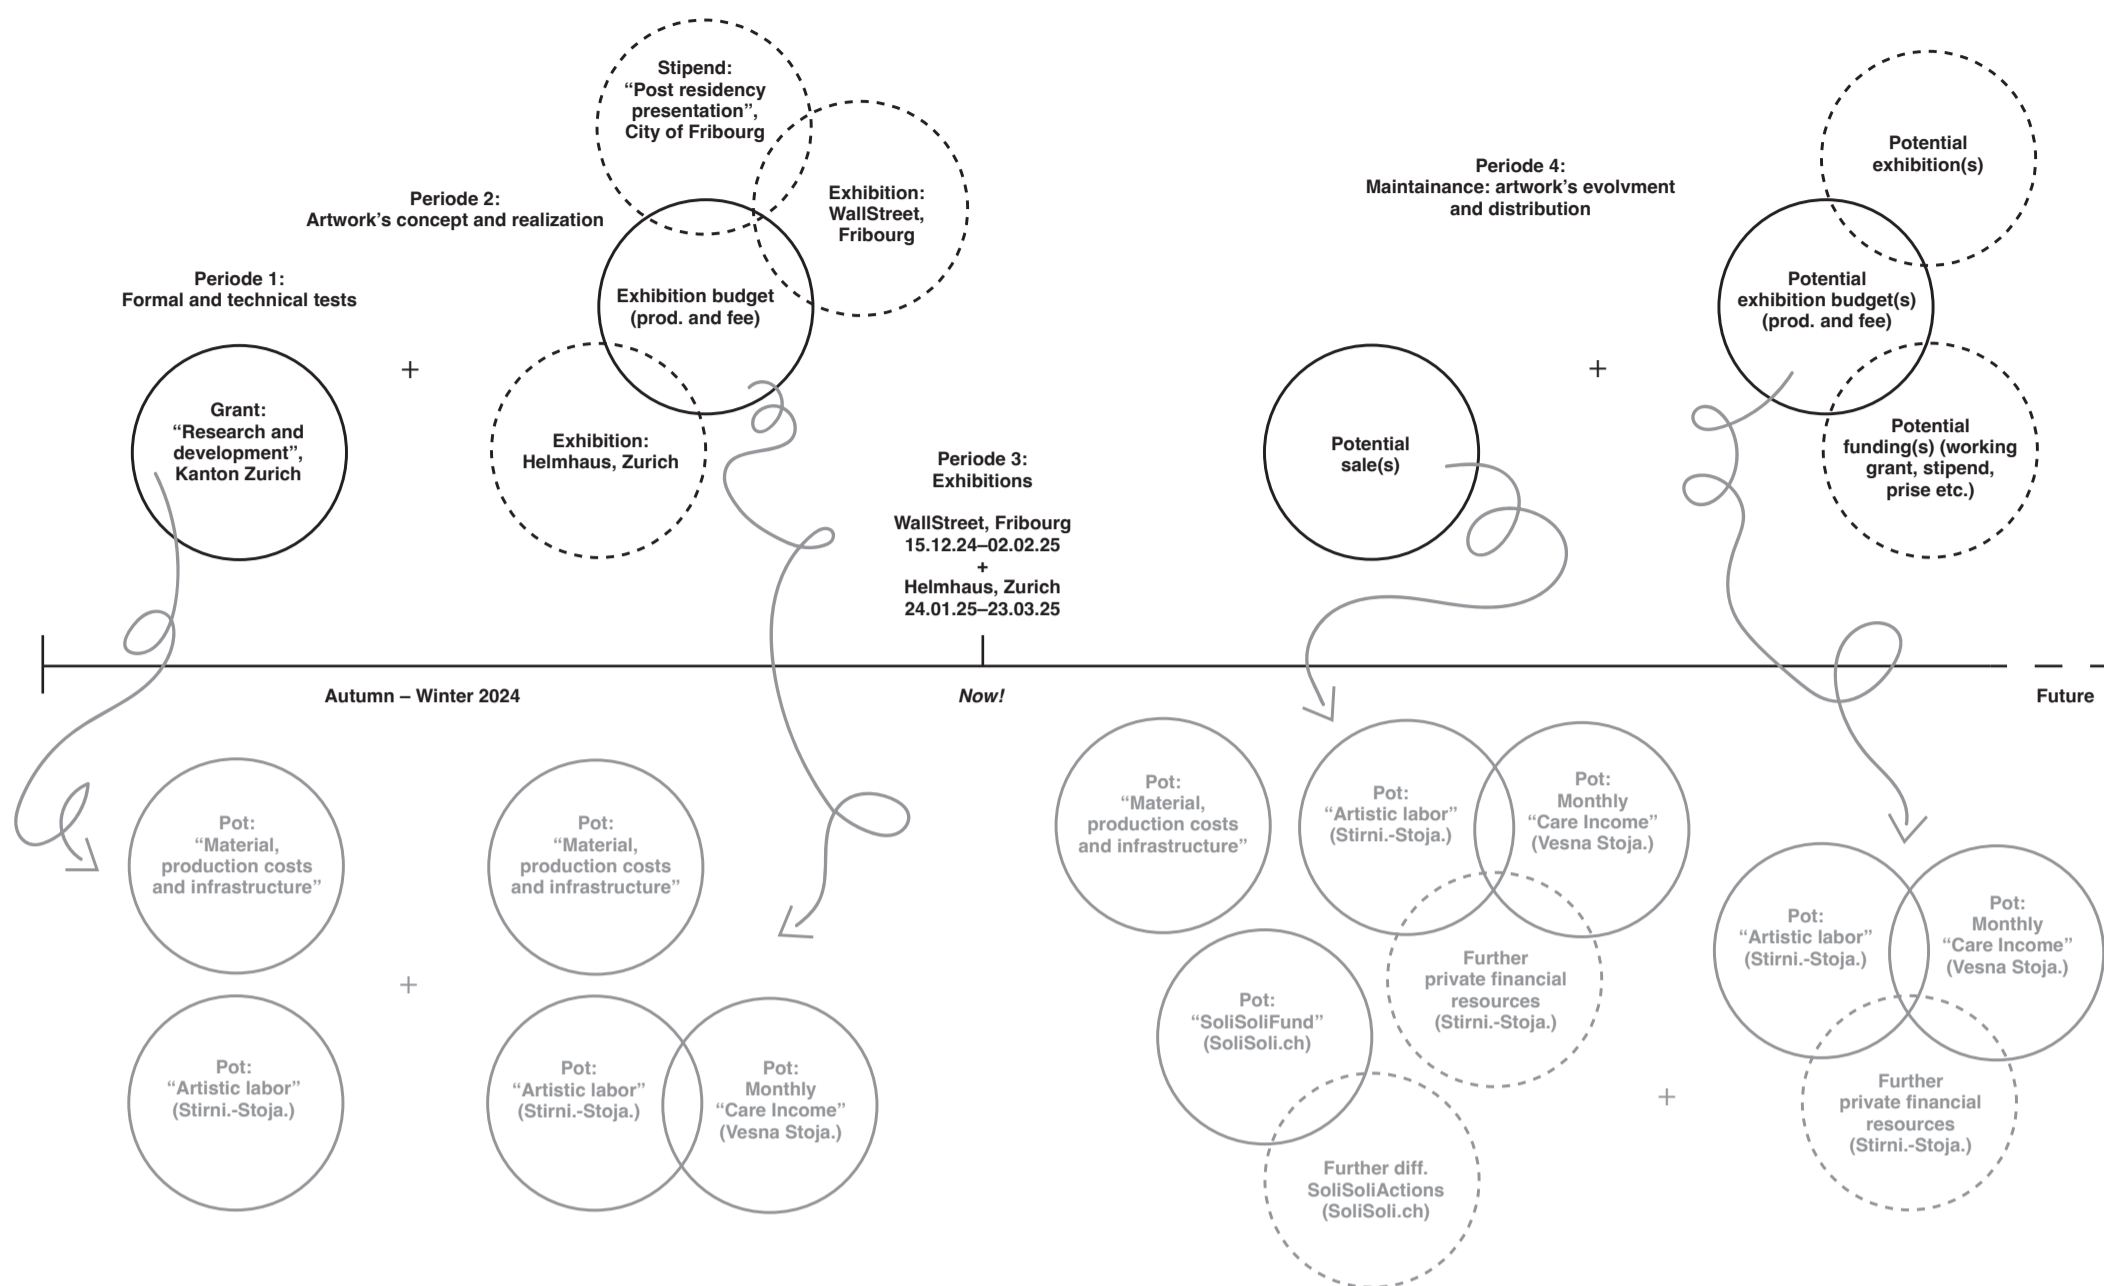 Stipend:
“Post residency
presentation”,
City of Fribourg
Exhibition:
WallStreet,
Fribourg
Periode 2:
Artwork’s concept and realization
Exhibition budget
(prod. and fee)
Periode 1:
Formal and technical tests
+
Grant:
“Research and
development”,
Kanton Zurich
Exhibition:
Helmhaus, Zurich
Periode 3:
Exhibitions
WallStreet, Fribourg
15.12.24–02.02.25
+
Helmhaus, Zurich
24.01.25–23.03.25
Periode 4:
Maintainance: artwork’s evolvment
and distribution
Potential
exhibition(s)
Potential
exhibition budget(s)
(prod. and fee)
+
Potential
sale(s)
Potential
funding(s) (working
grant, stipend,
prise etc.)
Autumn – Winter 2024
Now!
Future
Pot:
“Material,
production costs
and infrastructure”
Pot:
“Artistic labor”
(Stirni.-Stoja.)
+
Pot:
“Material,
production costs
and infrastructure”
Pot:
“Artistic labor”
(Stirni.-Stoja.)
Pot:
Monthly
“Care Income”
(Vesna Stoja.)
Pot:
“Material,
production costs
and infrastructure”
Pot:
“Artistic labor”
(Stirni.-Stoja.)
Pot:
Monthly
“Care Income”
(Vesna Stoja.)
Further
private financial
resources
(Stirni.-Stoja.)
Pot:
“SoliSoliFund”
(SoliSoli.ch)
Further diff.
SoliSoliActions
(SoliSoli.ch)
+
Pot:
“Artistic labor”
(Stirni.-Stoja.)
Pot:
Monthly
“Care Income”
(Vesna Stoja.)
Further
private financial
resources
(Stirni.-Stoja.)